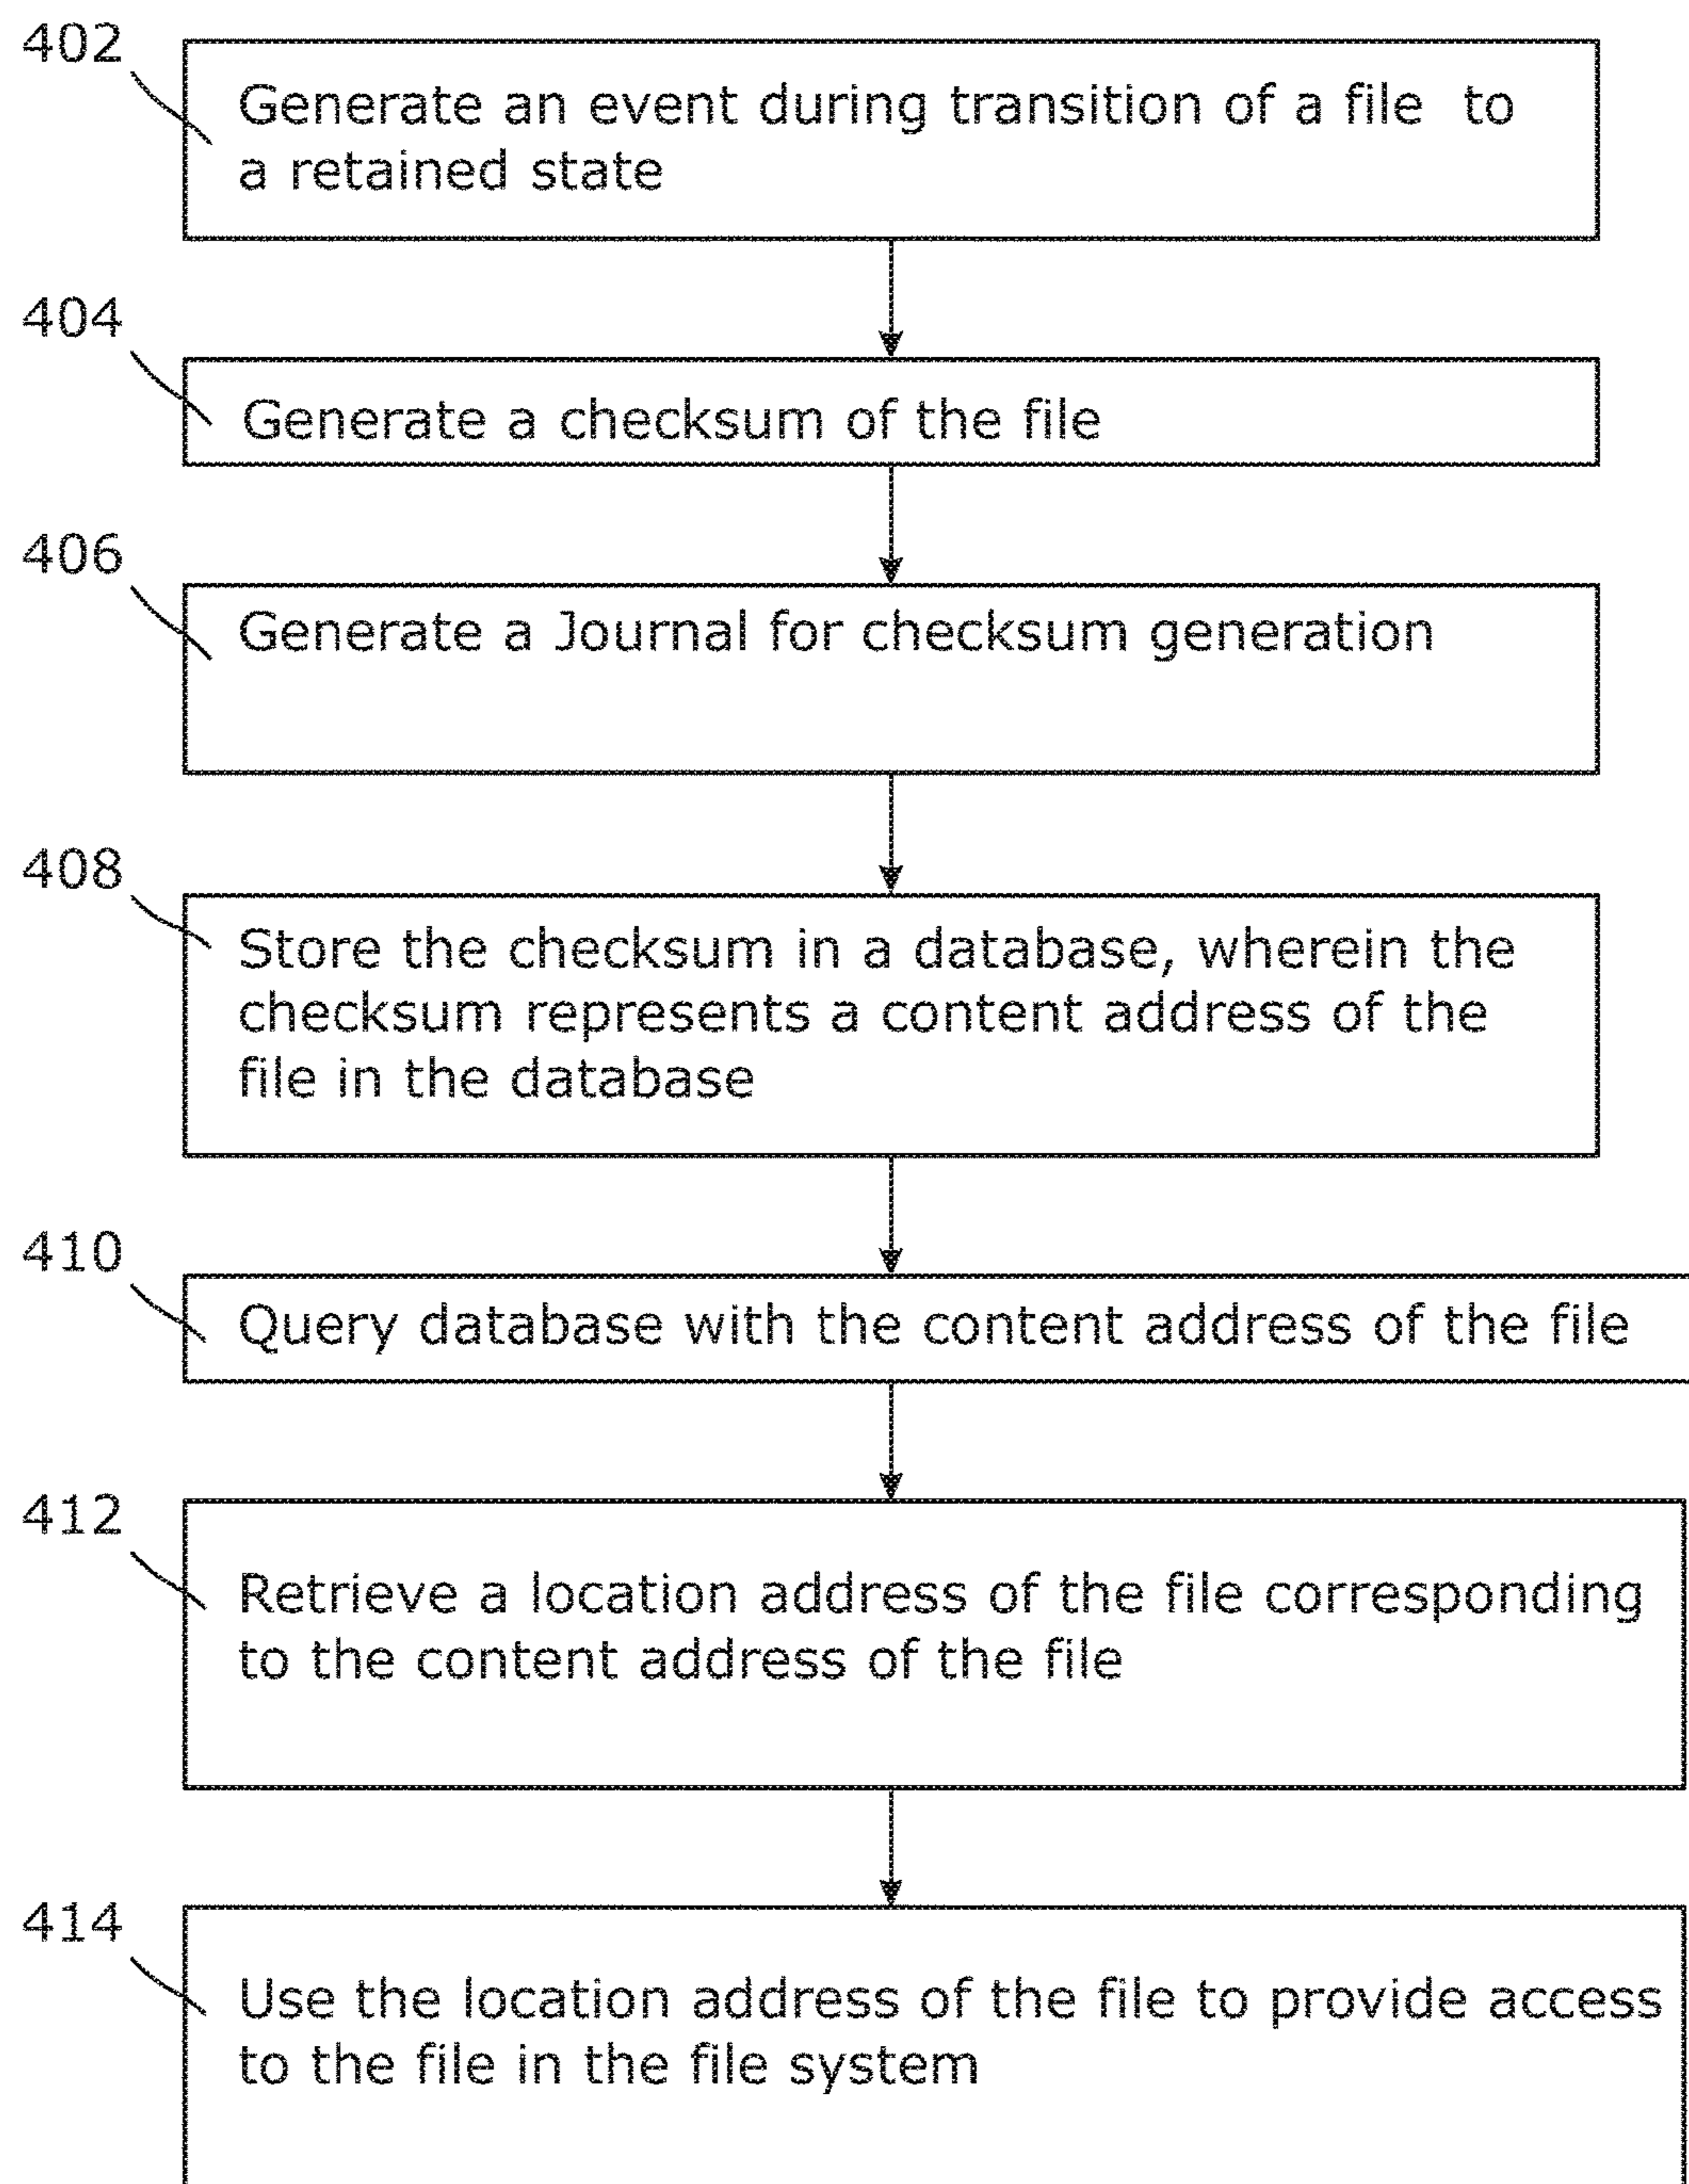 402
Generate an event during transition of a file to
a retained state
404
Generate a checksum of the file
406
Generate a Journal for checksum generation
408
Store the checksum in a database, wherein the
checksum represents a content address of the
file in the database
410
Query database with the content address of the file
412
Retrieve a location address of the file corresponding
to the content address of the file
414
Use the location address of the file to provide access
to the file in the file system